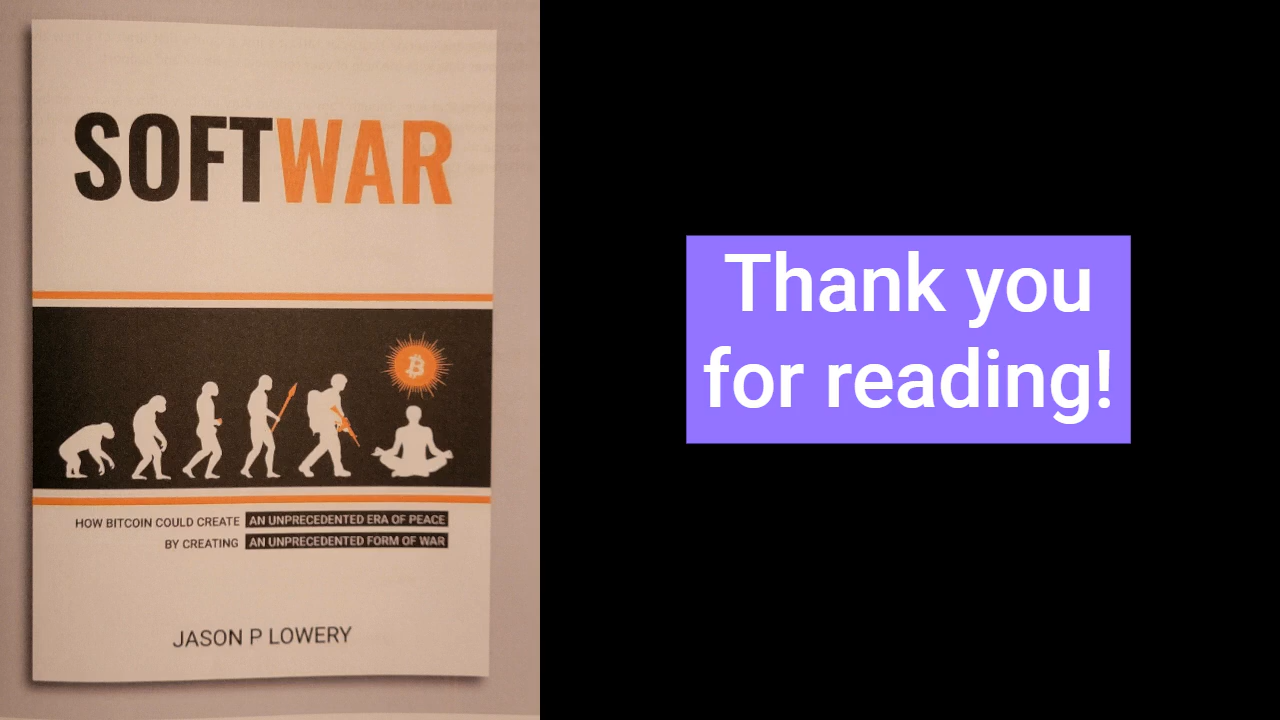 SOFTWAR
HOW BITCOIN COULD CREATE AN UNPRECEDENTED ERA OF PEACE
BY CREATING AN UNPRECEDENTED FORM OF WAR
JASON P LOWERY
Thank you
for reading!